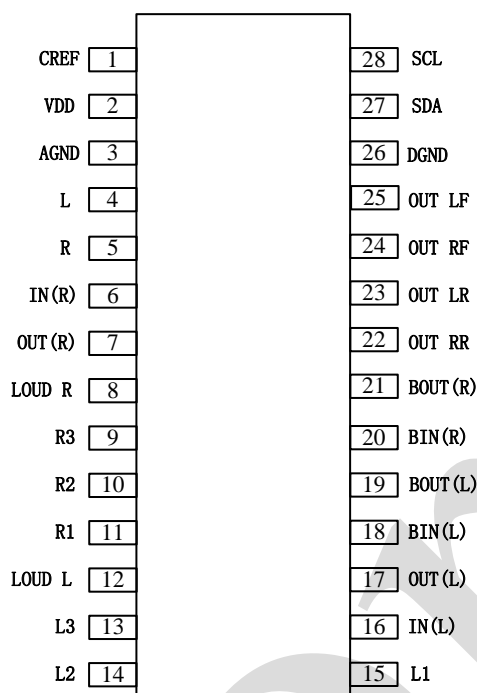 CREF 1 28 SCL
VDD 2 27 SDA
AGND 3 26 DGND
L 4 25 OUT LF
R 5 24 OUT RF
IN(R) 6 23 OUT LR
OUT(R) 7 22 OUT RR
LOUD R 8 21 BOUT(R)
R3 9 20 BIN(R)
R2 10 19 BOUT(L)
R1 11 18 BIN(L)
LOUD L 12 17 OUT(L)
L3 13 16 IN(L)
L2 14 15 L1